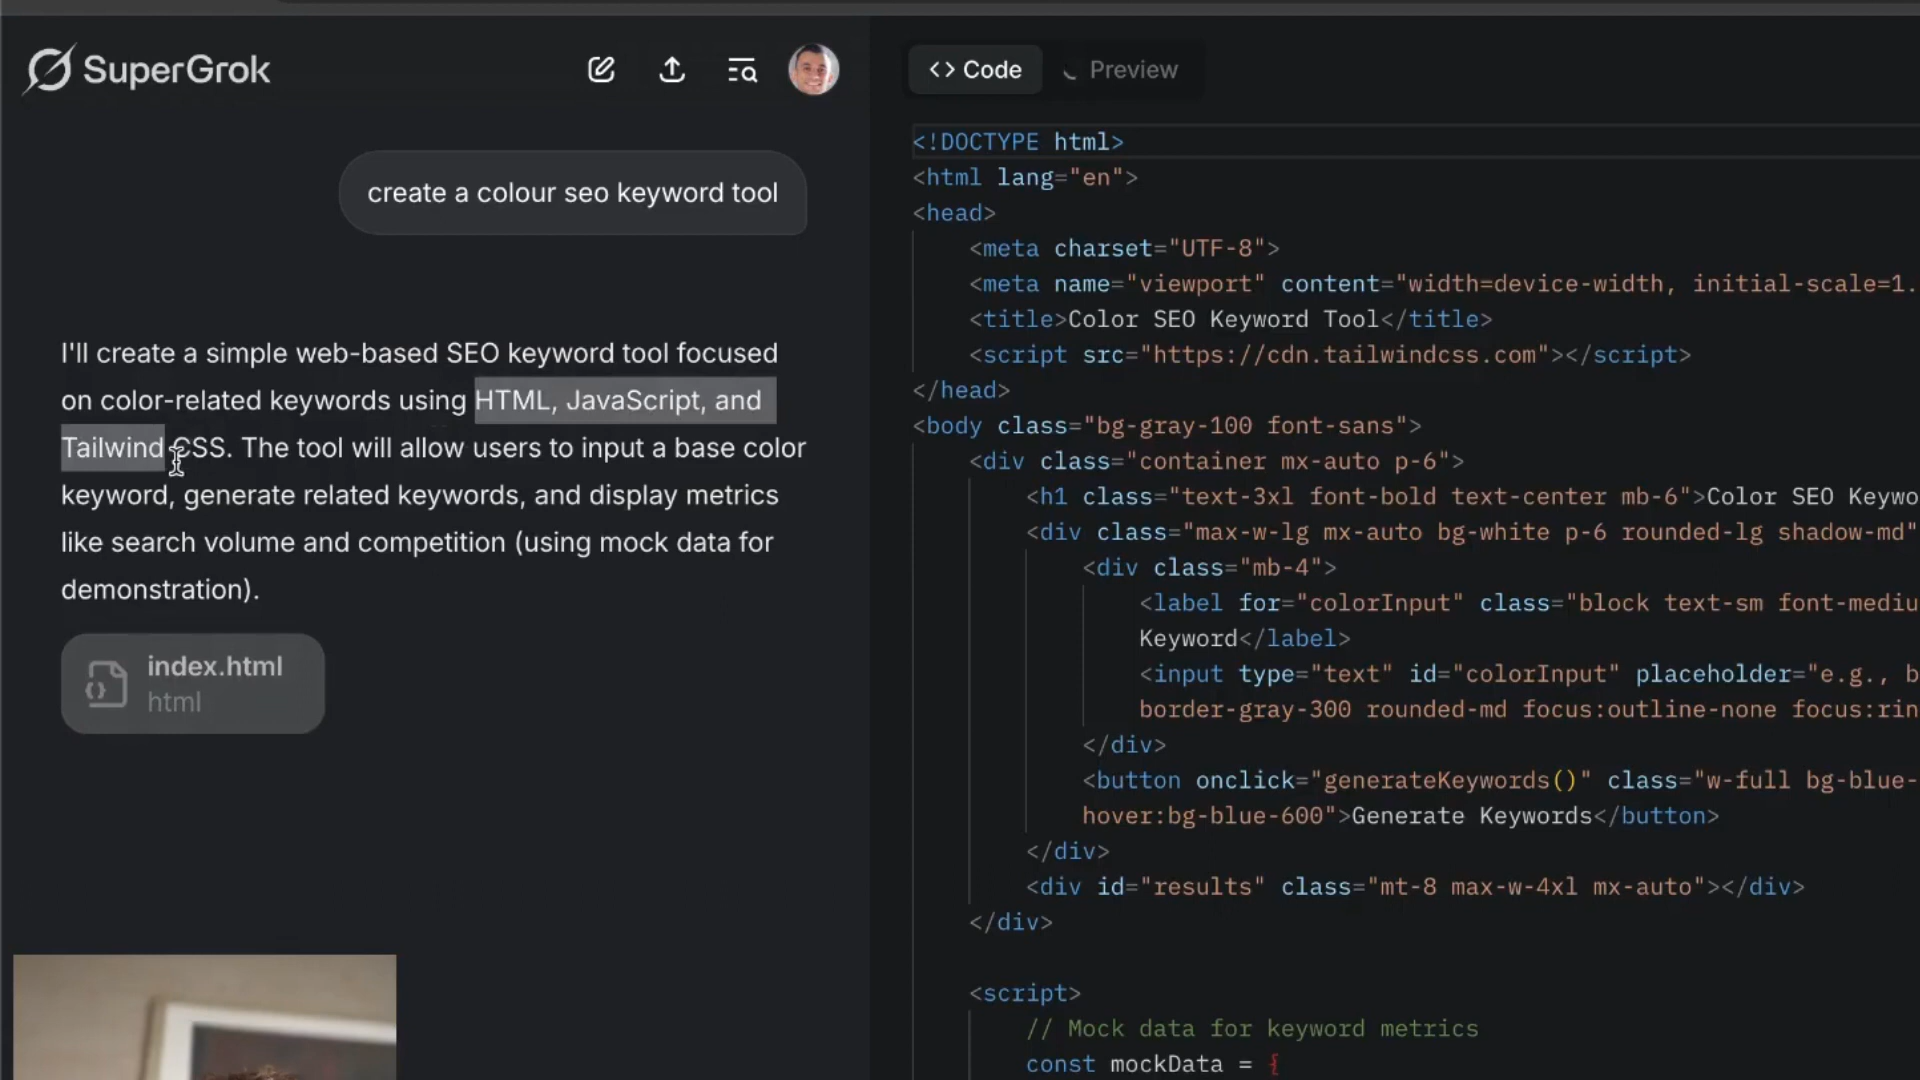 SuperGrok
create a colour seo keyword tool
I'll create a simple web-based SEO keyword tool focused
on color-related keywords using HTML, JavaScript, and
Tailwind CSS. The tool will allow users to input a base color
keyword, generate related keywords, and display metrics
like search volume and competition (using mock data for
demonstration).
index.html
html
<> Code
Preview
<!DOCTYPE html>
<html lang="en">
<head>
<meta charset="UTF-8">
<meta name="viewport" content="width=device-width, initial-scale=1.
<title>Color SEO Keyword Tool</title>
<script src="https://cdn.tailwindcss.com"></script>
</head>
<body class="bg-gray-100 font-sans">
<div class="container mx-auto p-6">
<h1 class="text-3xl font-bold text-center mb-6">Color SEO Keywo
<div class="max-w-lg mx-auto bg-white p-6 rounded-lg shadow-md"
<div class="mb-4">
<label for="colorInput" class="block text-sm font-mediu
Keyword</label>
<input type="text" id="colorInput" placeholder="e.g., b
border-gray-300 rounded-md focus:outline-none focus:rin
</div>
<button onclick="generateKeywords()" class="w-full bg-blue-
hover:bg-blue-600">Generate Keywords</button>
</div>
<div id="results" class="mt-8 max-w-4xl mx-auto"></div>
</div>
<script>
// Mock data for keyword metrics
const mockData = {